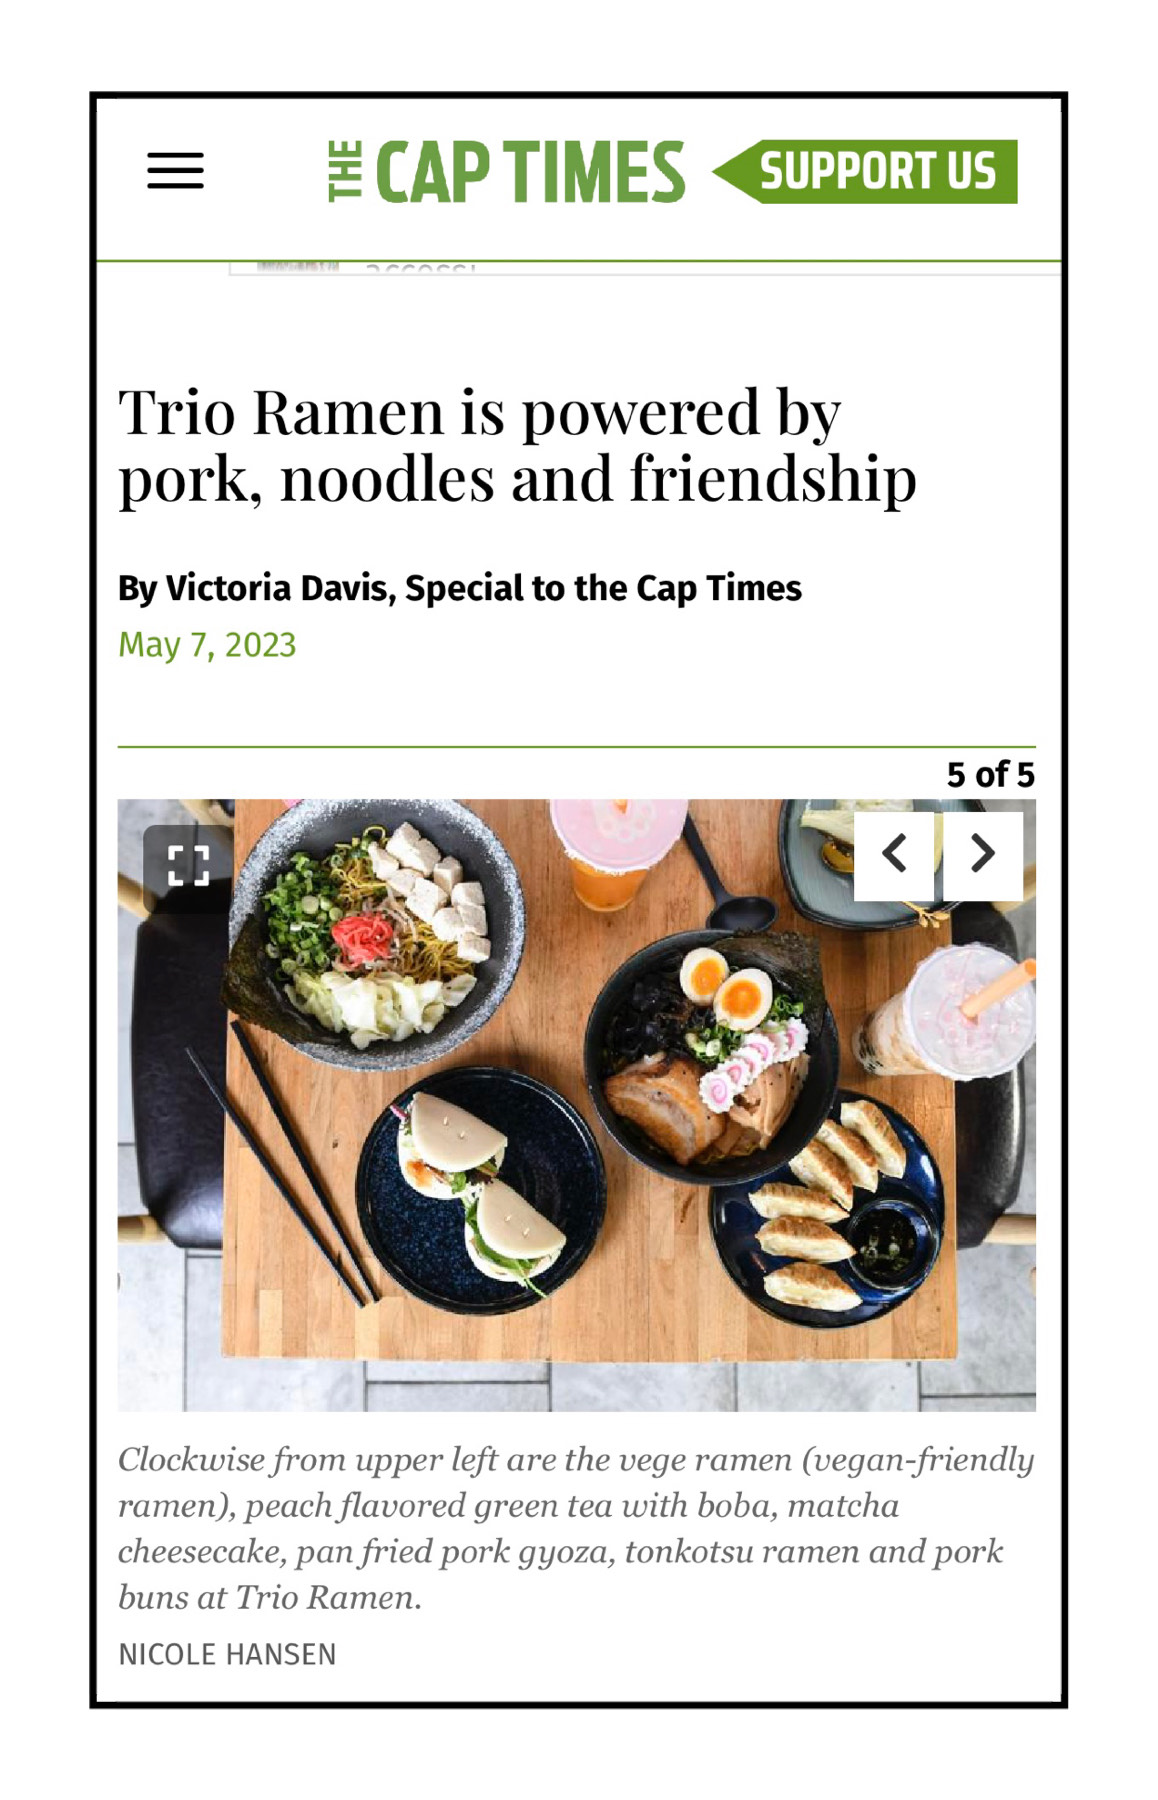 THE CAP TIMES
SUPPORT US
Trio Ramen is powered by
pork, noodles and friendship
By Victoria Davis, Special to the Cap Times
May 7, 2023
5 of 5
Clockwise from upper left are the vege ramen (vegan-friendly
ramen), peach flavored green tea with boba, matcha
cheesecake, pan fried pork gyoza, tonkotsu ramen and pork
buns at Trio Ramen.
NICOLE HANSEN